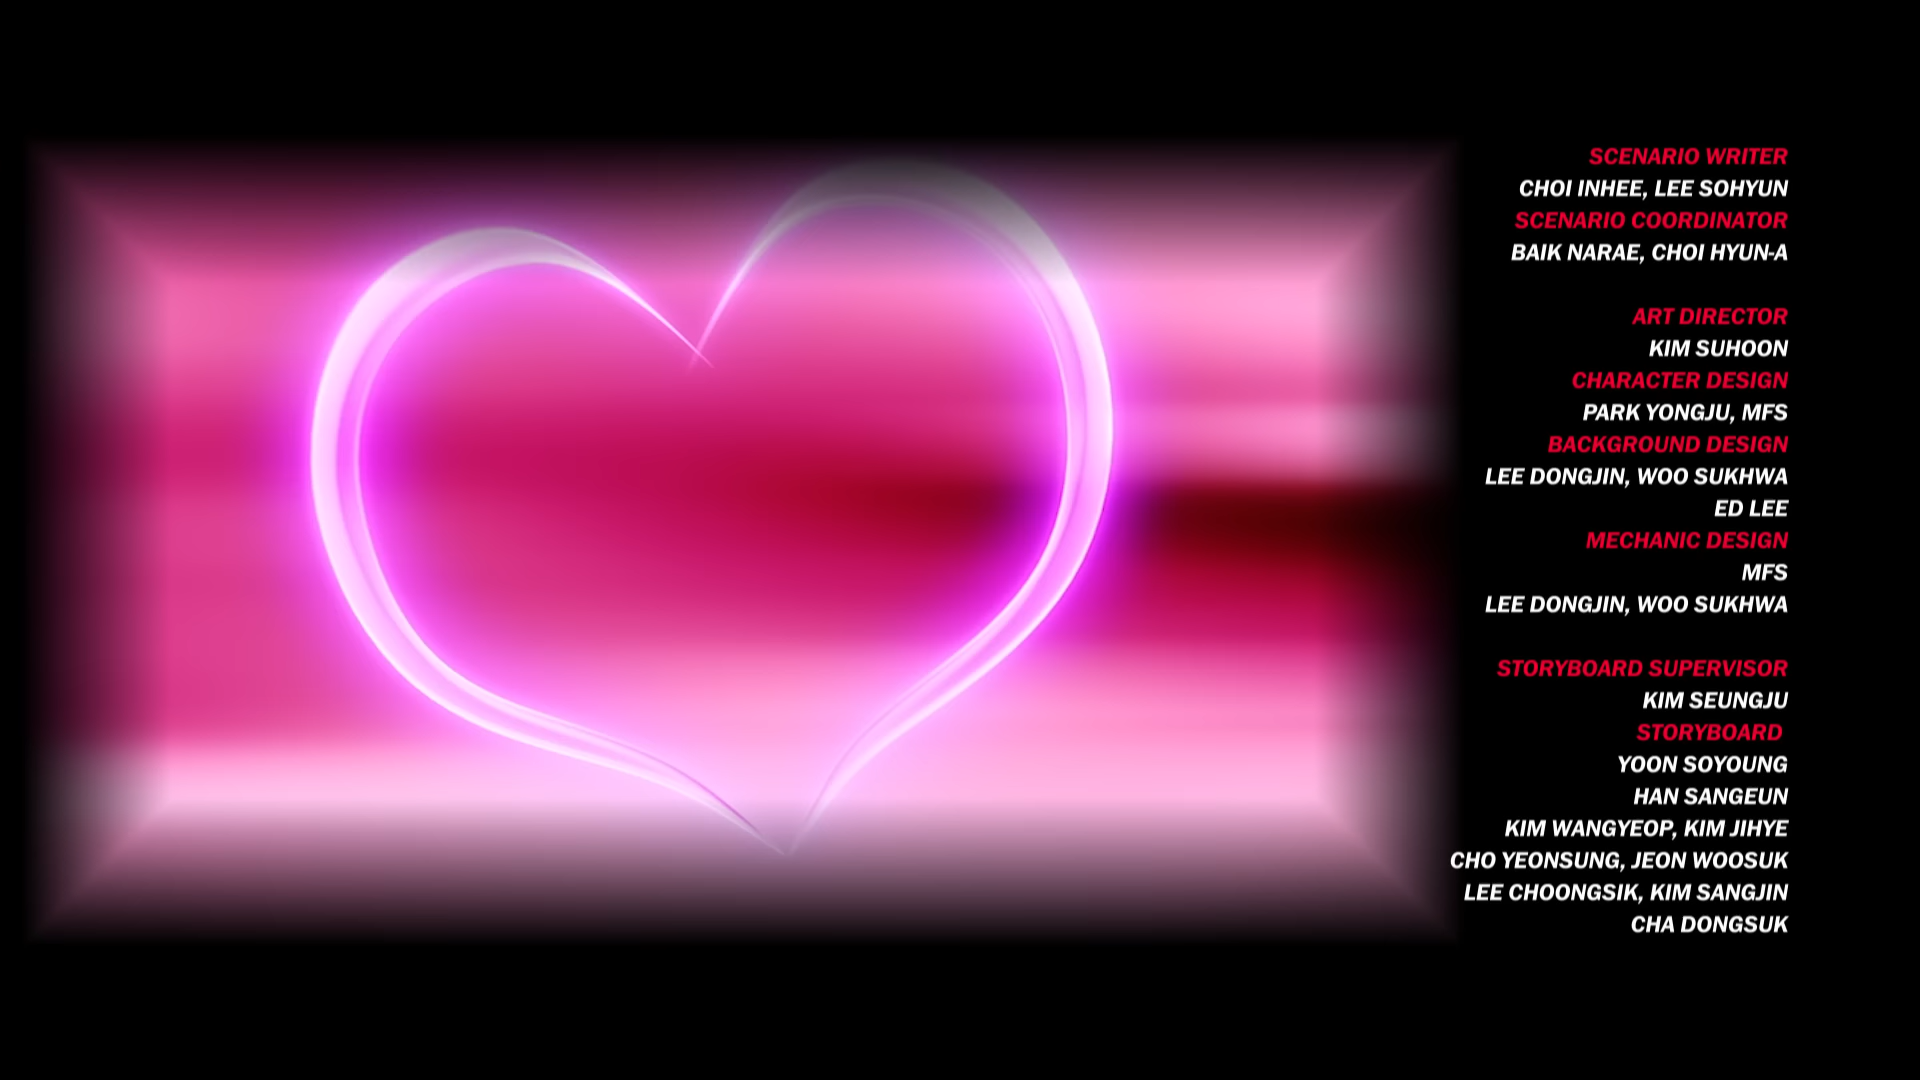 SCENARIO WRITER
CHOI INHEE, LEE SOHYUN
SCENARIO COORDINATOR
BAIK NARAE, CHOI HYUN-A
ART DIRECTOR
KIM SUHOON
CHARACTER DESIGN
PARK YONGJU, MFS
BACKGROUND DESIGN
LEE DONGJIN, WOO SUKHWA
ED LEE
MECHANIC DESIGN
MFS
LEE DONGJIN, WOO SUKHWA
STORYBOARD SUPERVISOR
KIM SEUNGJU
STORYBOARD
YOON SOYOUNG
HAN SANGEUN
KIM WANGYEOP, KIM JIHYE
CHO YEONSUNG, JEON WOOSUK
LEE CHOONGSIK, KIM SANGJIN
CHA DONGSUK